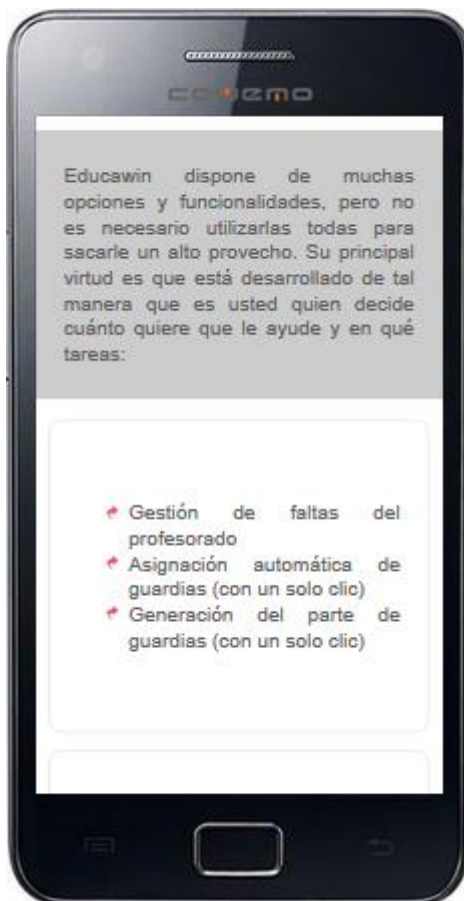 codemo
Educawin dispone de muchas
opciones y funcionalidades, pero no
es necesario utilizarlas todas para
sacarle un alto provecho. Su principal
virtud es que está desarrollado de tal
manera que es usted quien decide
cuánto quiere que le ayude y en qué
tareas:
Gestión de faltas del
profesorado
Asignación automática de
guardias (con un solo clic)
Generación del parte de
guardias (con un solo clic)